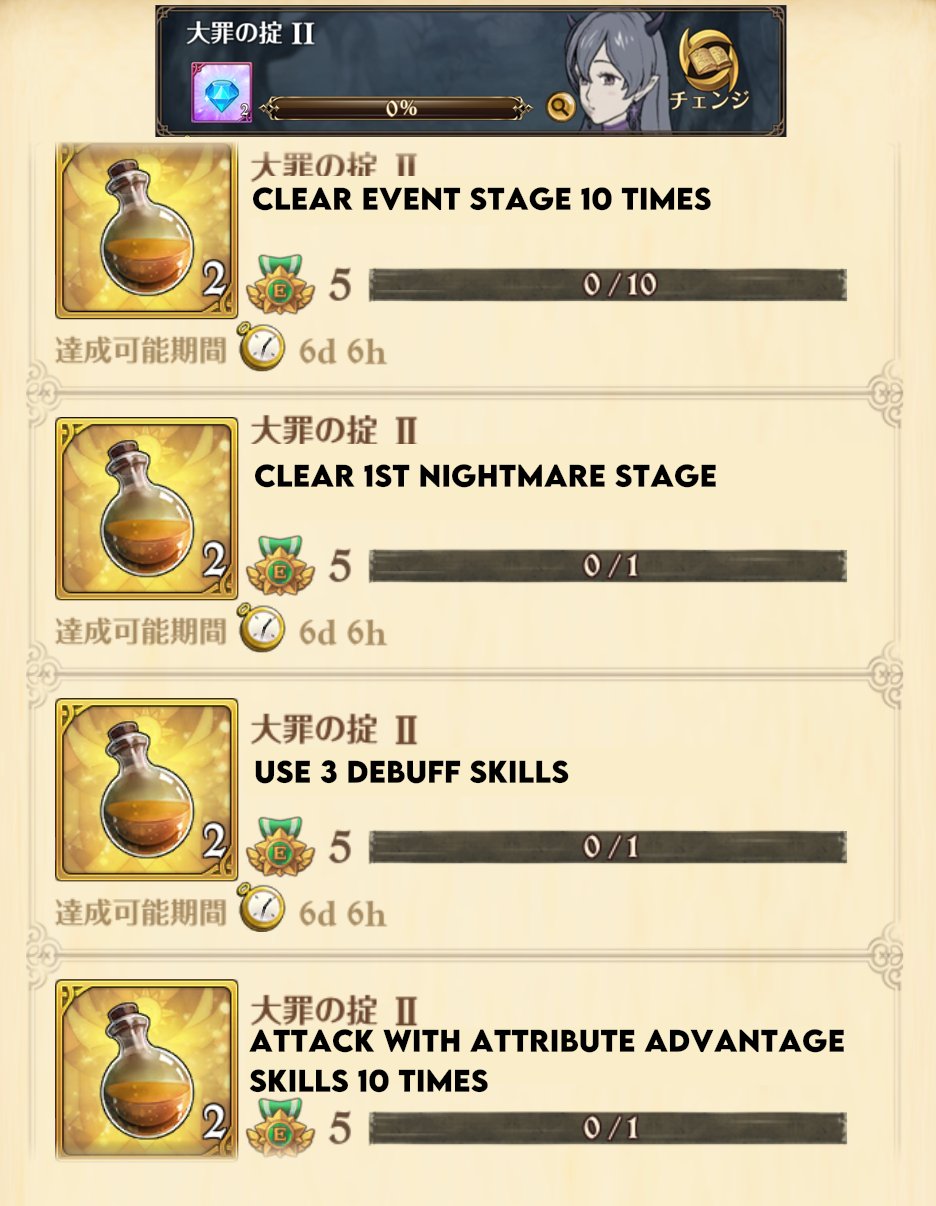 大罪の掟 II
2
0%
チェンジ
大罪の掟 II
CLEAR EVENT STAGE 10 TIMES
2
E
5
0/10
達成可能期間
6d 6h
大罪の掟 II
CLEAR 1ST NIGHTMARE STAGE
2
E
5
0/1
達成可能期間
6d 6h
大罪の掟 II
USE 3 DEBUFF SKILLS
2
E
5
0/1
達成可能期間
6d 6h
大罪の掟 II
ATTACK WITH ATTRIBUTE ADVANTAGE
SKILLS 10 TIMES
2
E
5
0/1